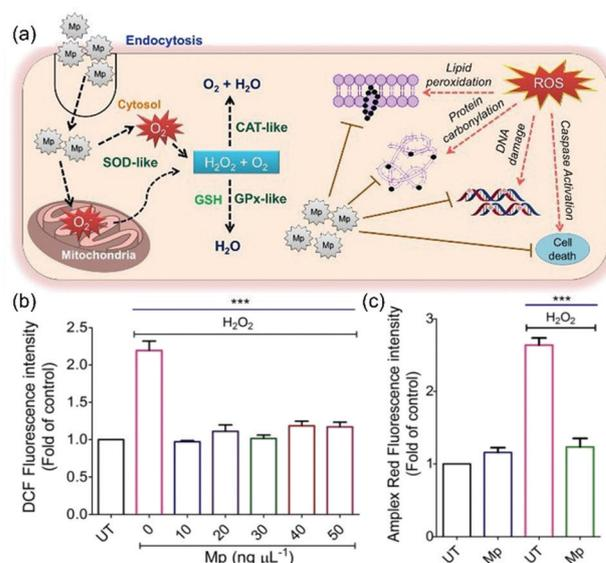 (a)
Mp
Mp
Mp
Mp
Endocytosis
Cytosol
O2
Mp
Mp
SOD-like
O2 + H2O
CAT-like
H2O2 + O2
GSH
GPx-like
H2O
O2
Mitochondria
Lipid
peroxidation
ROS
Protein
carbonylation
DNA
damage
Caspase Activation
Mp
Mp
Mp
Mp
Cell
death
(b)
***
H2O2
DCF Fluorescence intensity
(Fold of control)
2.5
2.0
1.5
1.0
0.5
0.0
UT
0
10
20
30
40
50
Mp (ng µL-1)
(c)
***
H2O2
Amplex Red Fluorescence intensity
(Fold of control)
3
2
1
0
UT
Mp
UT
Mp